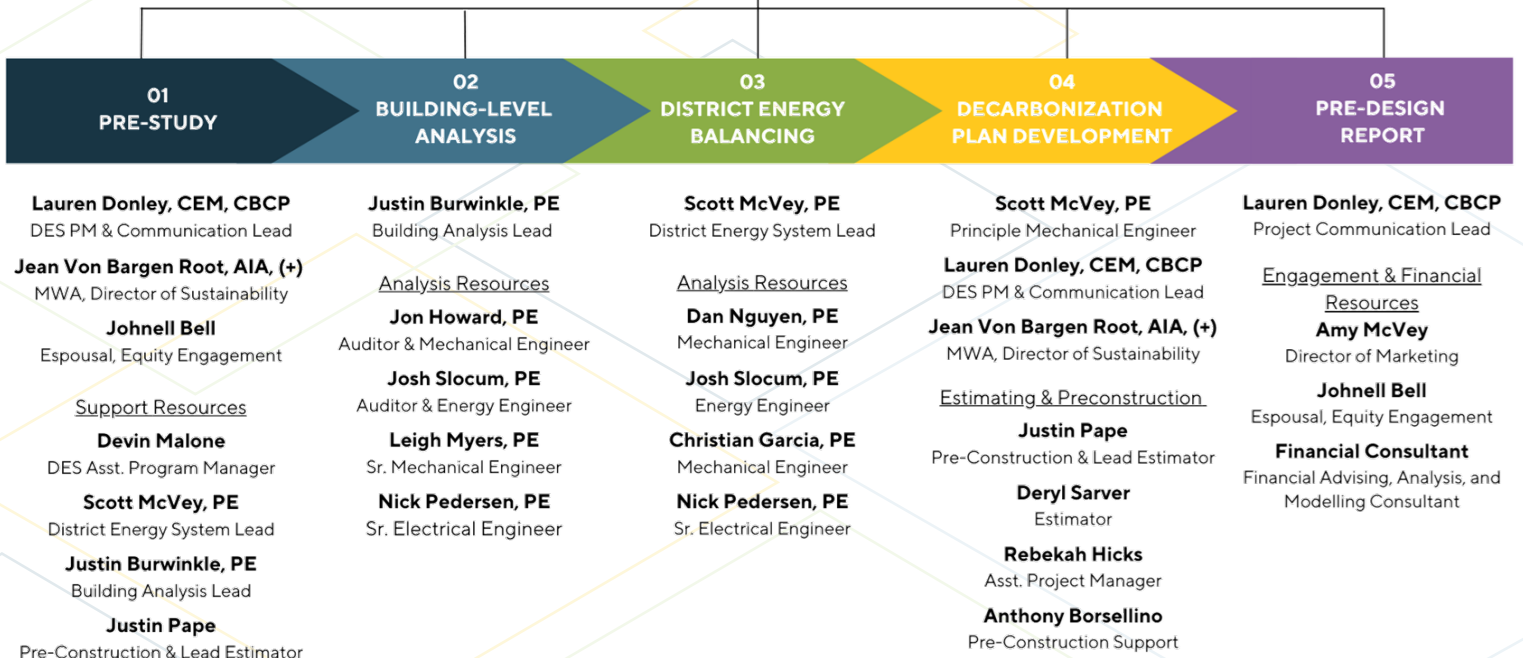 01
PRE-STUDY
02
BUILDING-LEVEL
ANALYSIS
03
DISTRICT ENERGY
BALANCING
04
DECARBONIZATION
PLAN DEVELOPMENT
05
PRE-DESIGN
REPORT
Lauren Donley, CEM, CBCP
DES PM & Communication Lead
Jean Von Bargen Root, AIA, (+)
MWA, Director of Sustainability
Johnell Bell
Espousal, Equity Engagement
Support Resources
Devin Malone
DES Asst. Program Manager
Scott McVey, PE
District Energy System Lead
Justin Burwinkle, PE
Building Analysis Lead
Justin Pape
Pre-Construction & Lead Estimator
Justin Burwinkle, PE
Building Analysis Lead
Analysis Resources
Jon Howard, PE
Auditor & Mechanical Engineer
Josh Slocum, PE
Auditor & Energy Engineer
Leigh Myers, PE
Sr. Mechanical Engineer
Nick Pedersen, PE
Sr. Electrical Engineer
Scott McVey, PE
District Energy System Lead
Analysis Resources
Dan Nguyen, PE
Mechanical Engineer
Josh Slocum, PE
Energy Engineer
Christian Garcia, PE
Mechanical Engineer
Nick Pedersen, PE
Sr. Electrical Engineer
Scott McVey, PE
Principle Mechanical Engineer
Lauren Donley, CEM, CBCP
DES PM & Communication Lead
Jean Von Bargen Root, AIA, (+)
MWA, Director of Sustainability
Estimating & Preconstruction
Justin Pape
Pre-Construction & Lead Estimator
Deryl Sarver
Estimator
Rebekah Hicks
Asst. Project Manager
Anthony Borsellino
Pre-Construction Support
Lauren Donley, CEM, CBCP
Project Communication Lead
Engagement & Financial
Resources
Amy McVey
Director of Marketing
Johnell Bell
Espousal, Equity Engagement
Financial Consultant
Financial Advising, Analysis, and
Modelling Consultant